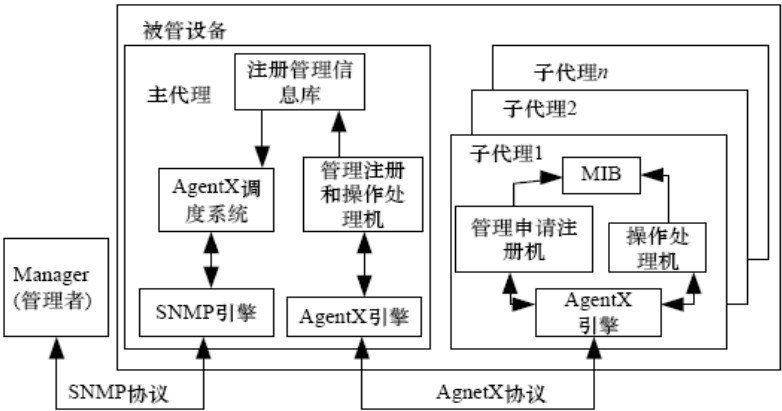 被管设备
主代理
注册管理信
息库
AgentX调
度系统
管理注册
和操作处
理机
SNMP引擎
AgentX引擎
子代理n
子代理2
子代理1
MIB
管理申请注
册机
操作处
理机
AgentX
引擎
Manager
(管理者)
SNMP协议
AgnetX协议